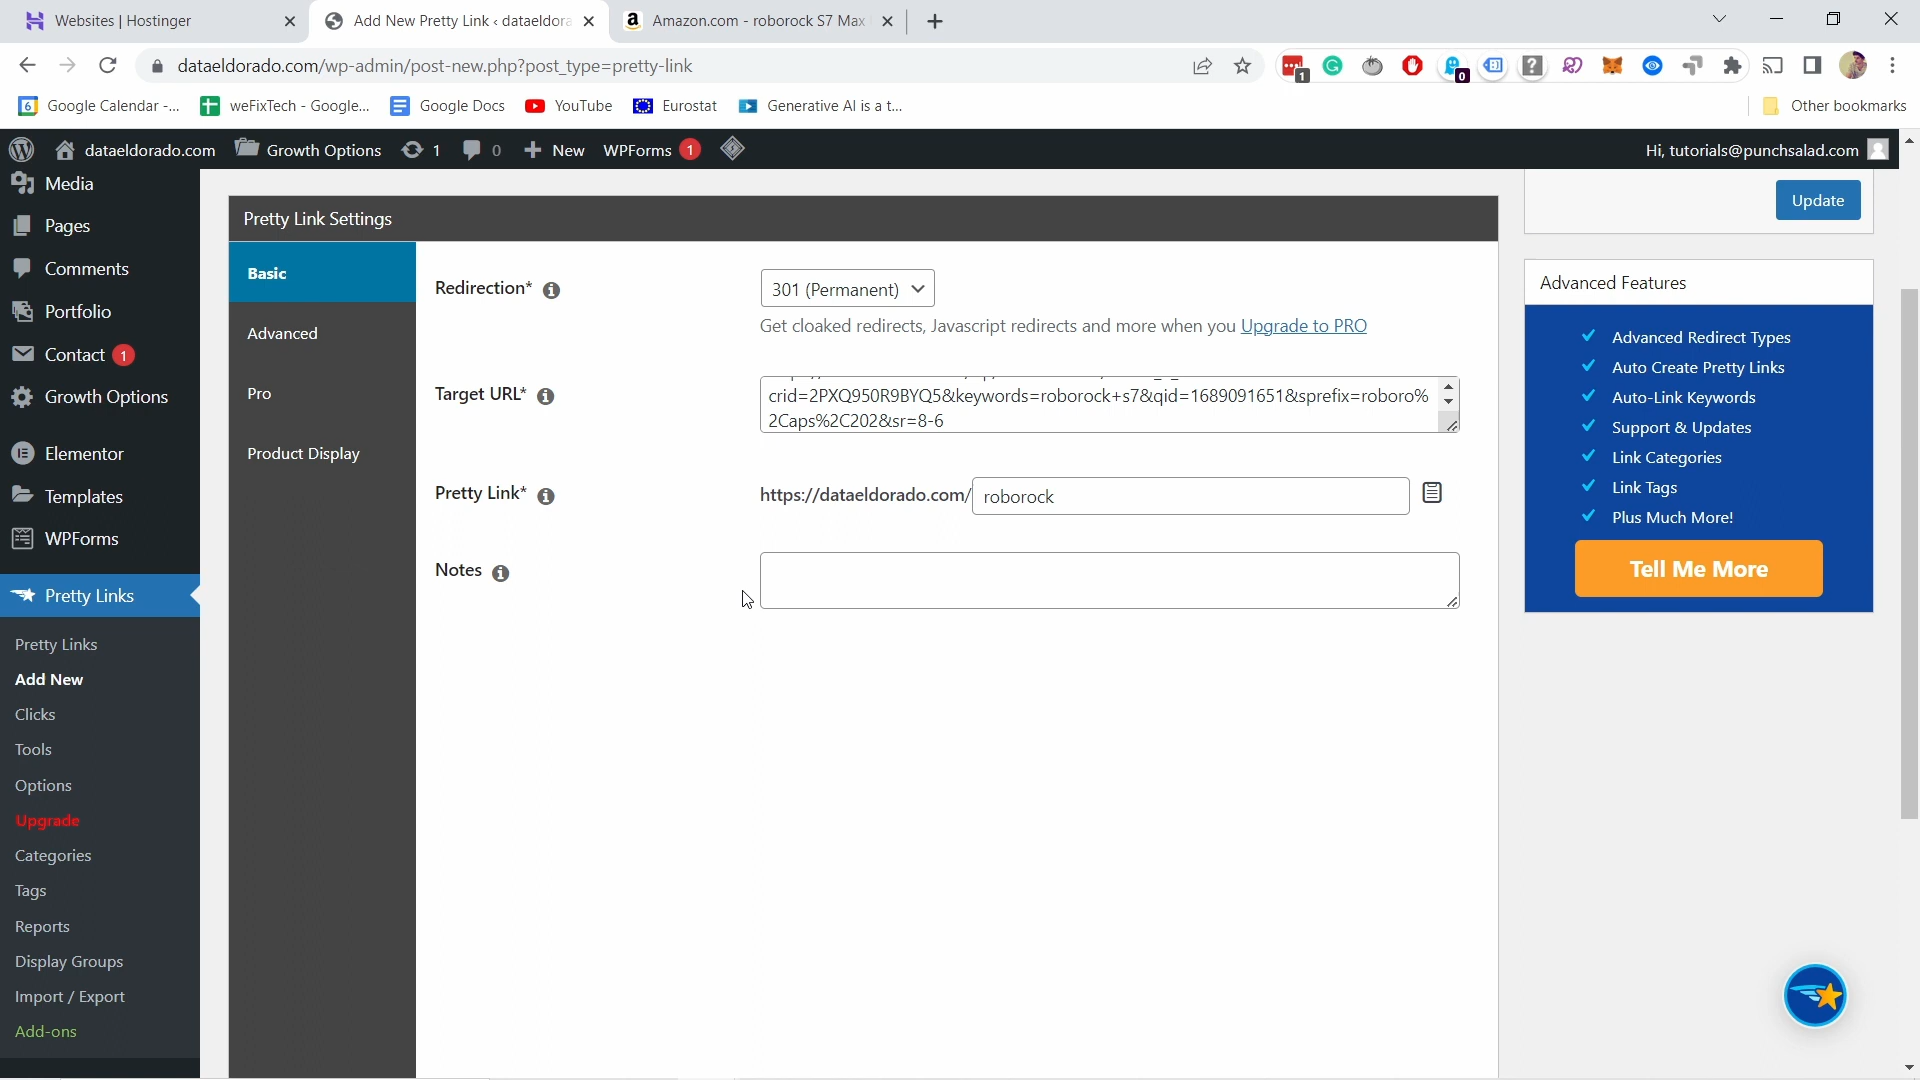 Websites | Hostinger
Add New Pretty Link ‹ dataeldora
Amazon.com - roborock S7 Max
dataeldorado.com/wp-admin/post-new.php?post_type=pretty-link
1
0
Google Calendar -...
weFixTech - Google...
Google Docs
YouTube
Eurostat
Generative AI is a t...
Other bookmarks
dataeldorado.com
Growth Options
1
0
New
WPForms 1
Hi, tutorials@punchsalad.com
Media
Pages
Comments
Portfolio
Contact 1
Growth Options
Elementor
Templates
WPForms
Pretty Links
Pretty Links
Add New
Clicks
Tools
Options
Upgrade
Categories
Tags
Reports
Display Groups
Import / Export
Add-ons
Pretty Link Settings
Basic
Advanced
Pro
Product Display
Redirection*
301 (Permanent)
Get cloaked redirects, Javascript redirects and more when you Upgrade to PRO
Target URL*
crid=2PXQ950R9BYQ5&keywords=roborock+s7&qid=1689091651&sprefix=roboro%
2Caps%2C202&sr=8-6
Pretty Link*
https://dataeldorado.com/
roborock
Notes
Update
Advanced Features
Advanced Redirect Types
Auto Create Pretty Links
Auto-Link Keywords
Support & Updates
Link Categories
Link Tags
Plus Much More!
Tell Me More